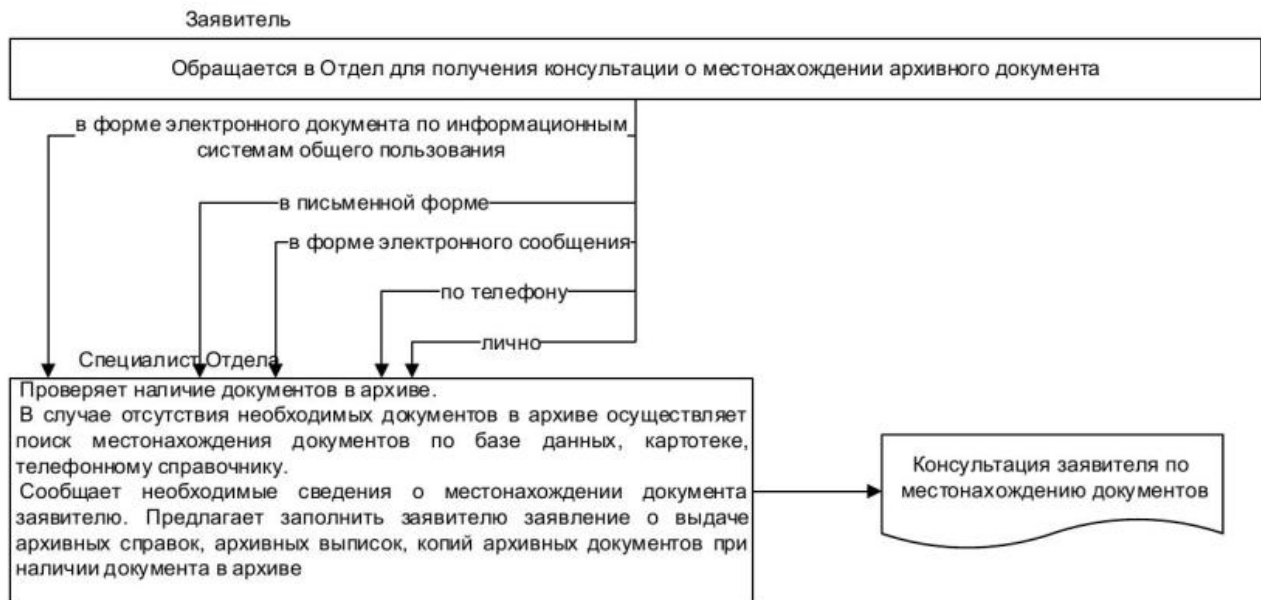 Заявитель
Обращается в Отдел для получения консультации о местонахождении архивного документа
в форме электронного документа по информационным
системам общего пользования
в письменной форме
в форме электронного сообщения
по телефону
лично
Специалист Отдела
Проверяет наличие документов в архиве.
В случае отсутствия необходимых документов в архиве осуществляет
поиск местонахождения документов по базе данных, картотеке,
телефонному справочнику.
Сообщает необходимые сведения о местонахождении документа
заявителю. Предлагает заполнить заявителю заявление о выдаче
архивных справок, архивных выписок, копий архивных документов при
наличии документа в архиве
Консультация заявителя по
местонахождению документов